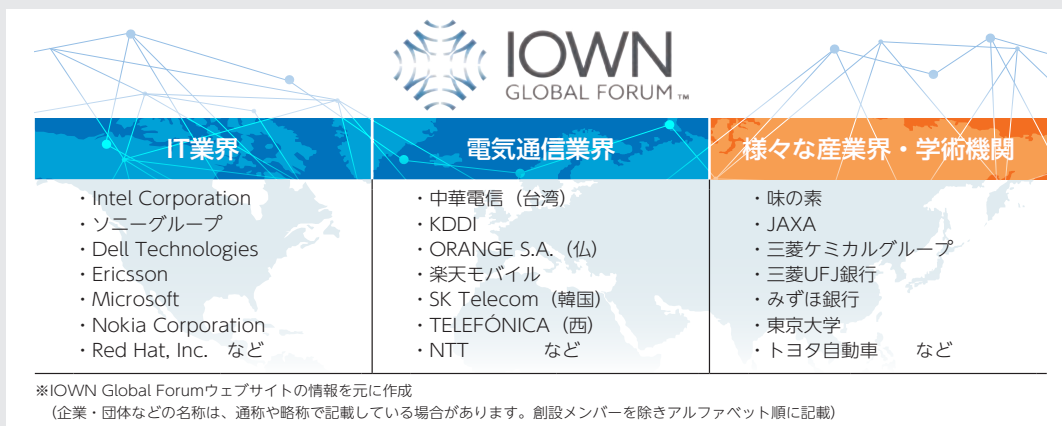 IOWN
GLOBAL FORUM™
IT業界
・Intel Corporation
・ソニーグループ
・Dell Technologies
・Ericsson
・Microsoft
・Nokia Corporation
・Red Hat, Inc. など
電気通信業界
・中華電信（台湾）
・KDDI
・ORANGE S.A.（仏）
・楽天モバイル
・SK Telecom（韓国）
・TELEFÓNICA（西）
・NTT など
様々な産業界・学術機関
・味の素
・JAXA
・三菱ケミカルグループ
・三菱UFJ銀行
・みずほ銀行
・東京大学
・トヨタ自動車 など
※IOWN Global Forumウェブサイトの情報を元に作成
（企業・団体などの名称は、通称や略称で記載している場合があります。創設メンバーを除きアルファベット順に記載）